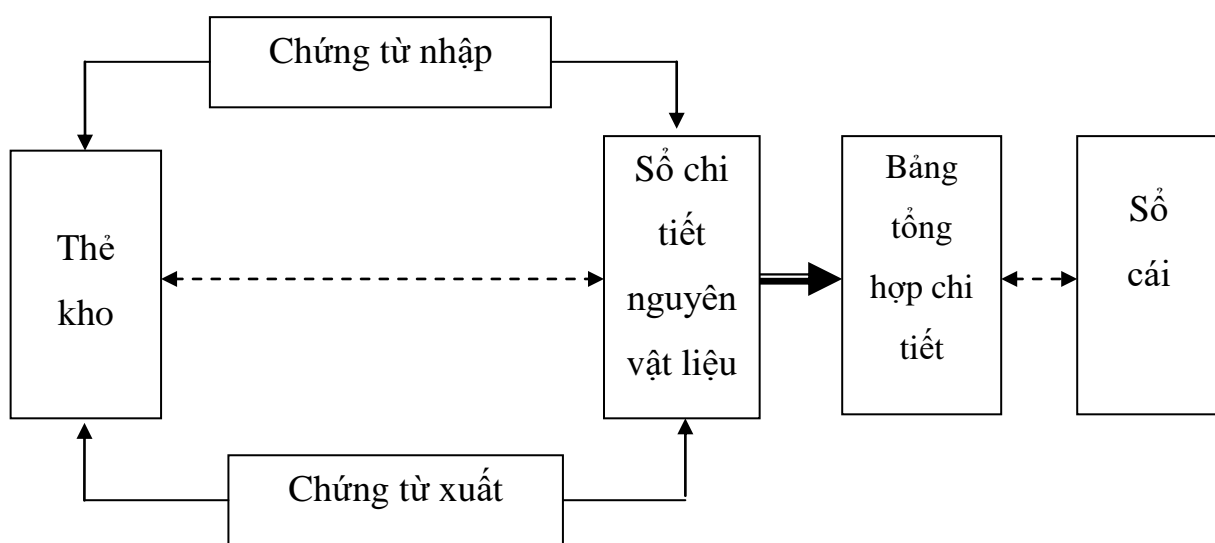 Chứng từ nhập
Thẻ
kho
Sổ chi
tiết
nguyên
vật liệu
Bảng
tổng
hợp chi
tiết
Sổ
cái
Chứng từ xuất